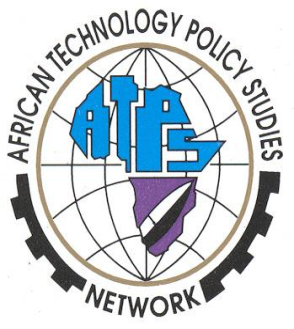 AFRICAN TECHNOLOGY POLICY STUDIES
ATPS
NETWORK